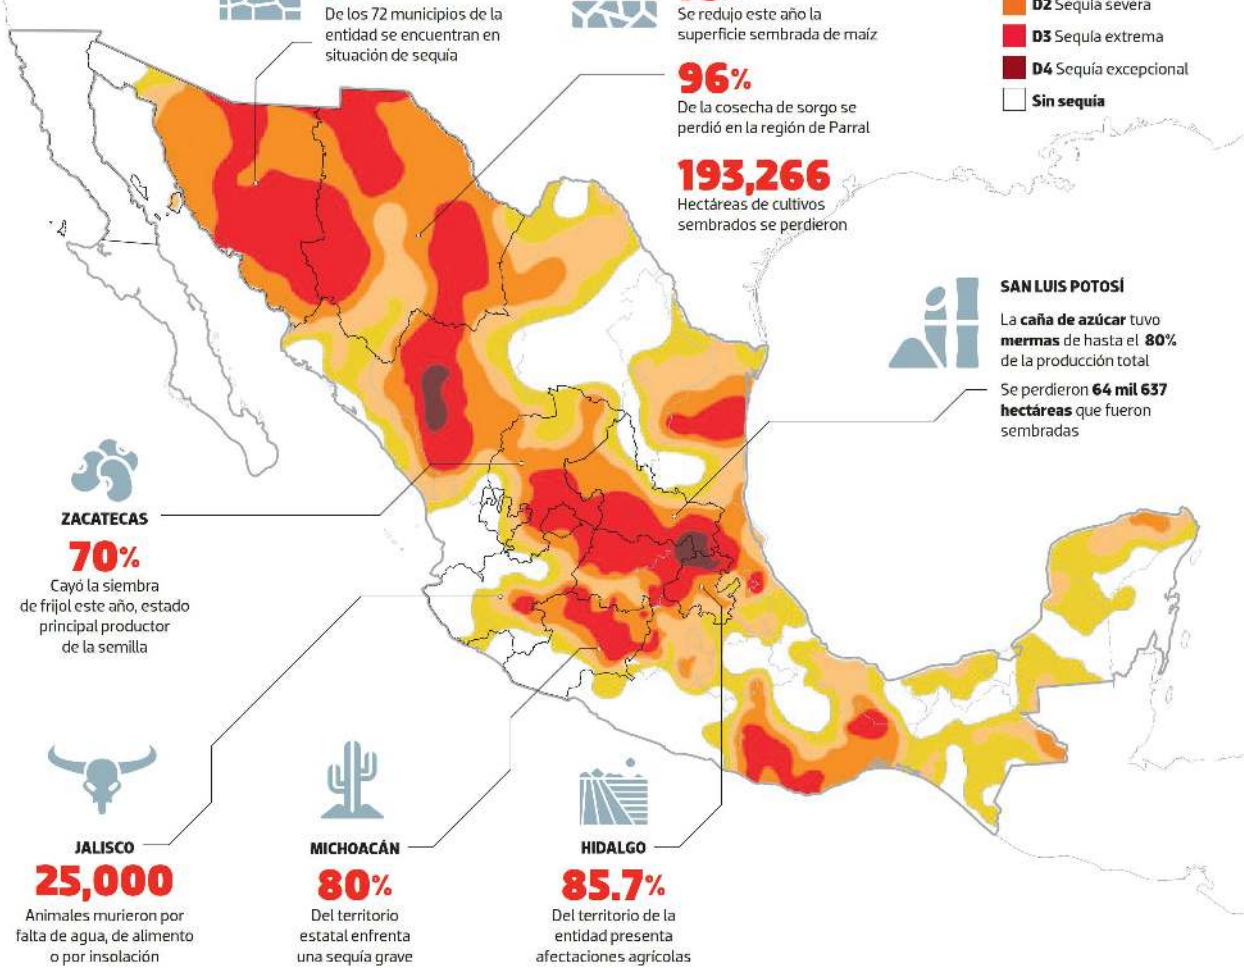 De los 72 municipios de la
entidad se encuentran en
situación de sequía
Se redujo este año la
superficie sembrada de maíz
96%
De la cosecha de sorgo se
perdió en la región de Parral
193,266
Hectáreas de cultivos
sembrados se perdieron
D2 Sequía severa
D3 Sequía extrema
D4 Sequía excepcional
Sin sequía
SAN LUIS POTOSÍ
La caña de azúcar tuvo
mermas de hasta el 80%
de la producción total
Se perdieron 64 mil 637
hectáreas que fueron
sembradas
ZACATECAS
70%
Cayó la siembra
de frijol este año, estado
principal productor
de la semilla
JALISCO
25,000
Animales murieron por
falta de agua, de alimento
o por insolación
MICHOACÁN
80%
Del territorio
estatal enfrenta
una sequía grave
HIDALGO
85.7%
Del territorio de la
entidad presenta
afectaciones agrícolas